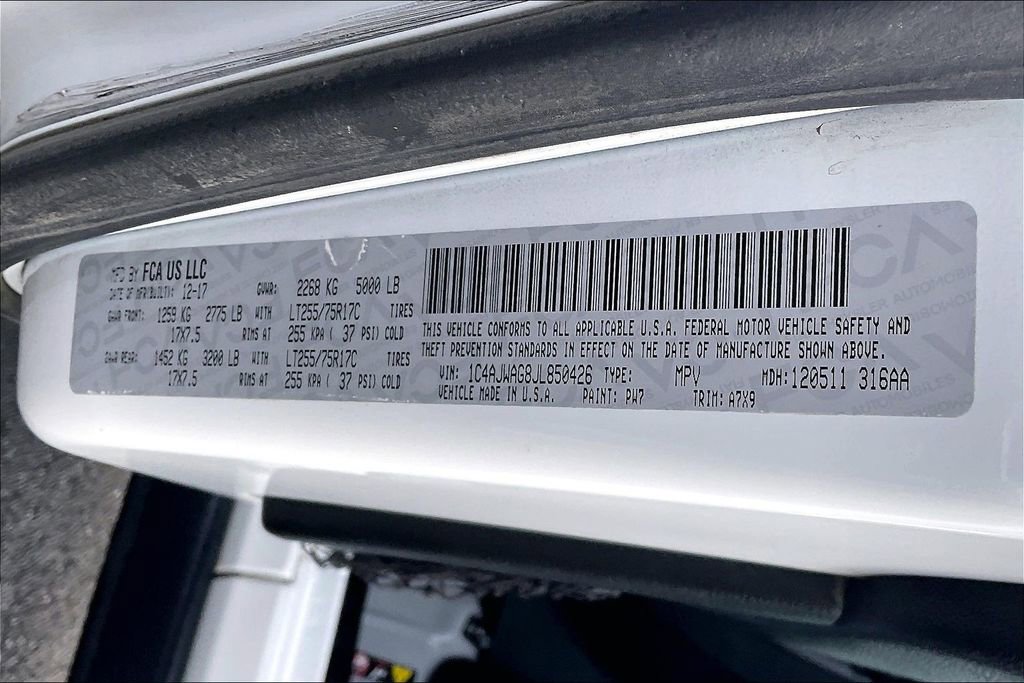 MFD BY FCA US LLC
DATE OF MFR(BUILT): 12-17 GVWR: 2268 KG 5000 LB
GAWR FRONT: 1259 KG 2775 LB WITH LT255/75R17C TIRES
17X7.5 RIMS AT 255 KPA ( 37 PSI) COLD
GAWR REAR: 1452 KG 3200 LB WITH LT255/75R17C TIRES
17X7.5 RIMS AT 255 KPA ( 37 PSI) COLD
THIS VEHICLE CONFORMS TO ALL APPLICABLE U.S.A. FEDERAL MOTOR VEHICLE SAFETY AND
THEFT PREVENTION STANDARDS IN EFFECT ON THE DATE OF MANUFACTURE SHOWN ABOVE.
VIN: 1C4AJWAG8JL850426 TYPE: MPV MDH: 120511 316AA
VEHICLE MADE IN U.S.A. PAINT: PW7 TRIM: A7X9